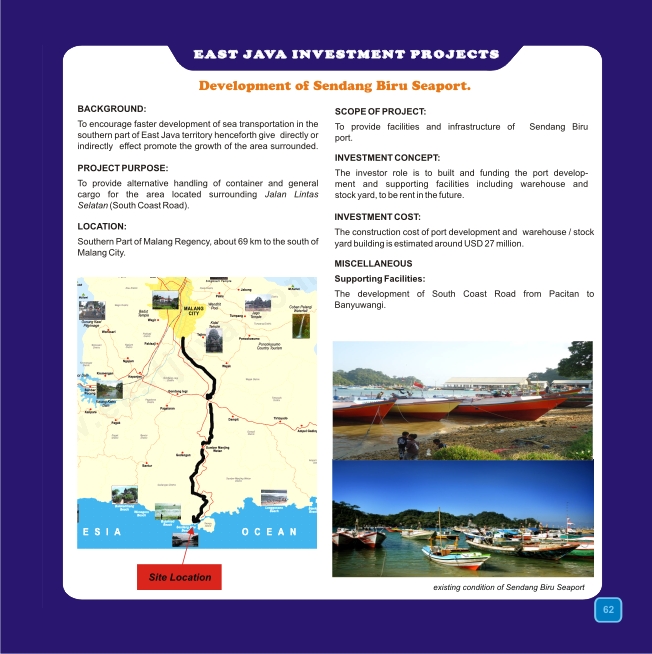 EAST JAVA INVESTMENT PROJECTS
Development of Sendang Biru Seaport.
BACKGROUND:
To encourage faster development of sea transportation in the
southern part of East Java territory henceforth give directly or
indirectly effect promote the growth of the area surrounded.
PROJECT PURPOSE:
To provide alternative handling of container and general
cargo for the area located surrounding Jalan Lintas
Selatan (South Coast Road).
LOCATION:
Southern Part of Malang Regency, about 69 km to the south of
Malang City.
SCOPE OF PROJECT:
To provide facilities and infrastructure of Sendang Biru
port.
INVESTMENT CONCEPT:
The investor role is to built and funding the port develop-
ment and supporting facilities including warehouse and
stock yard, to be rent in the future.
INVESTMENT COST:
The construction cost of port development and warehouse / stock
yard building is estimated around USD 27 million.
MISCELLANEOUS
Supporting Facilities:
The development of South Coast Road from Pacitan to
Banyuwangi.
MALANG
CITY
ESIA
OCEAN
Site Location
existing condition of Sendang Biru Seaport
62